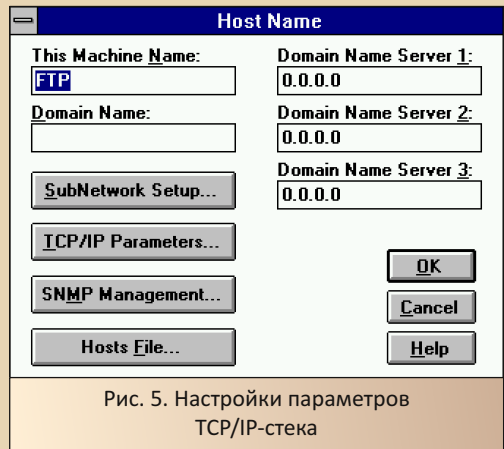 Host Name
This Machine Name:
FTP
Domain Name:
SubNetwork Setup...
TCP/IP Parameters...
SNMP Management...
Hosts File...
Domain Name Server 1:
0.0.0.0
Domain Name Server 2:
0.0.0.0
Domain Name Server 3:
0.0.0.0
OK
Cancel
Help
Рис. 5. Настройки параметров
TCP/IP-стека